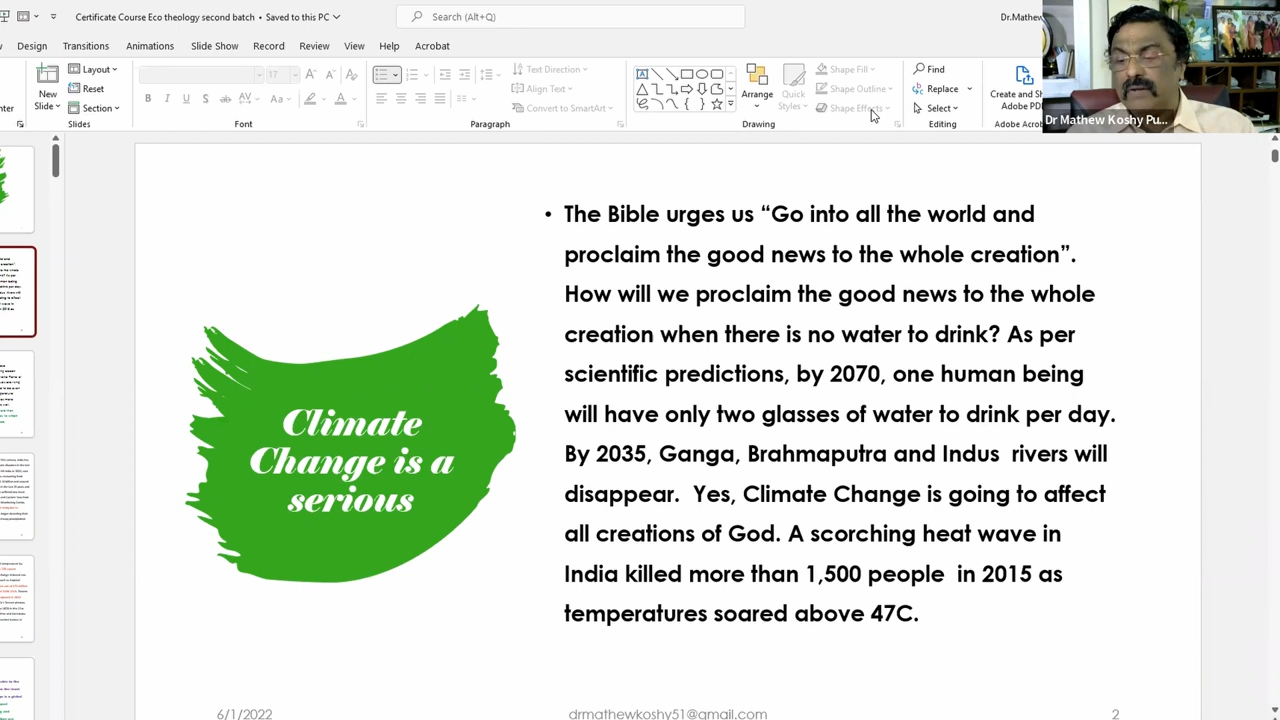 Certificate Course Eco theology second batch • Saved to this PC
Search (Alt+Q)
Dr.Mathew
Design Transitions Animations Slide Show Record Review View Help Acrobat
New
Slide
Layout
Reset
Section
17
Text Direction
Align Text
Convert to SmartArt
Arrange
Quick
Styles
Shape Fill
Shape Outline
Shape Effects
Find
Replace
Select
Create and Sh
Adobe PD
Slides
Font
Paragraph
Drawing
Editing
Adobe Acro
Dr Mathew Koshy Pu...
Climate
Change is a
serious
• The Bible urges us “Go into all the world and
proclaim the good news to the whole creation”.
How will we proclaim the good news to the whole
creation when there is no water to drink? As per
scientific predictions, by 2070, one human being
will have only two glasses of water to drink per day.
By 2035, Ganga, Brahmaputra and Indus rivers will
disappear. Yes, Climate Change is going to affect
all creations of God. A scorching heat wave in
India killed more than 1,500 people in 2015 as
temperatures soared above 47C.
6/1/2022
drmathewkoshy51@gmail.com
2